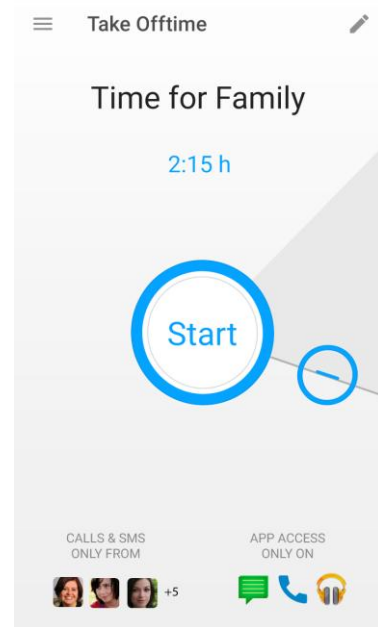 Take Offtime
Time for Family
2:15 h
Start
CALLS & SMS
ONLY FROM
+5
APP ACCESS
ONLY ON